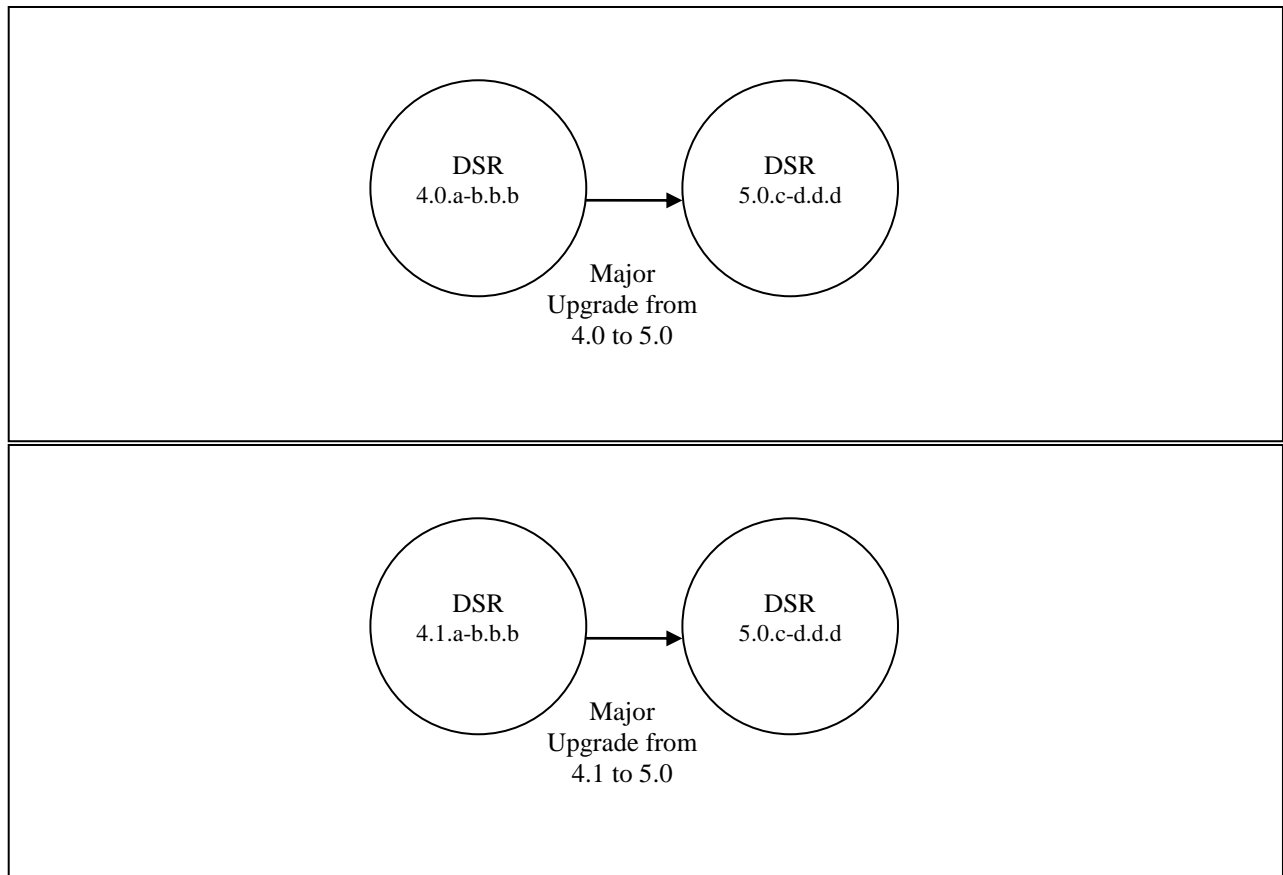 DSR
4.0.a-b.b.b
DSR
5.0.c-d.d.d
Major
Upgrade from
4.0 to 5.0
DSR
4.1.a-b.b.b
DSR
5.0.c-d.d.d
Major
Upgrade from
4.1 to 5.0